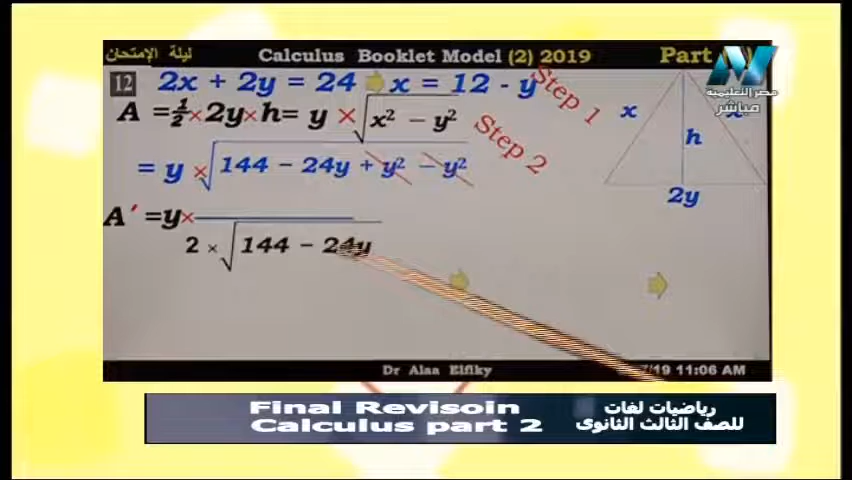 ليلة الإمتحان Calculus Booklet Model (2) 2019 Part
مصر التعليمية
مباشر
12 2x + 2y = 24 x = 12 - y Step 1
A = 1/2 × 2y × h = y × √(x² − y²) Step 2
= y × √(144 − 24y + y² − y²)
A′ = y ×
2 × √(144 − 24y
x
h
2y
Dr Alaa Elfiky 7/19 11:06 AM
Final Revisoin رياضيات لغات
Calculus part 2 للصف الثالث الثانوى